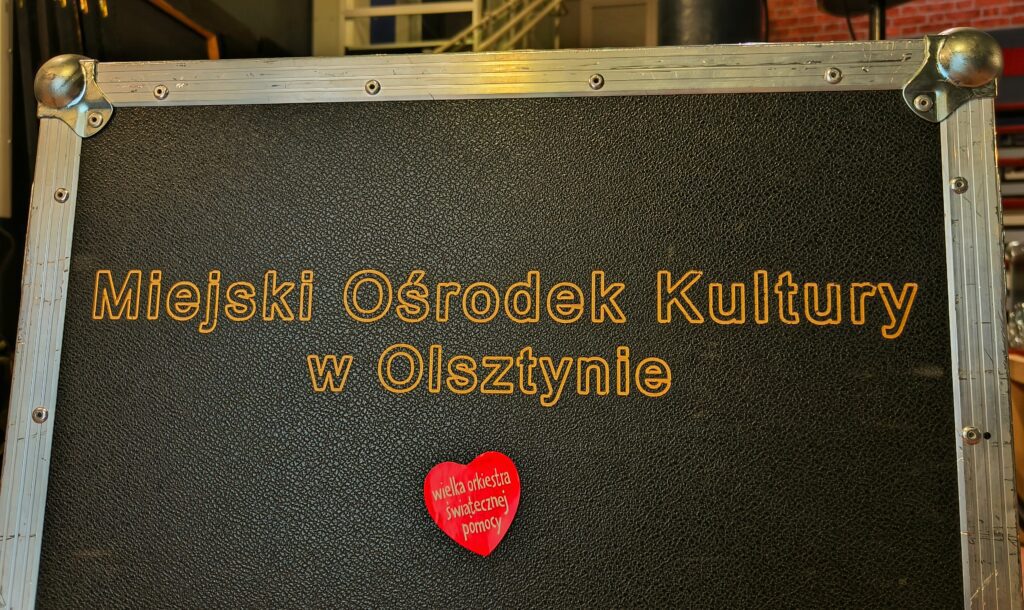 Miejski Ośrodek Kultury
w Olsztynie
wielka orkiestra
świątecznej
pomocy